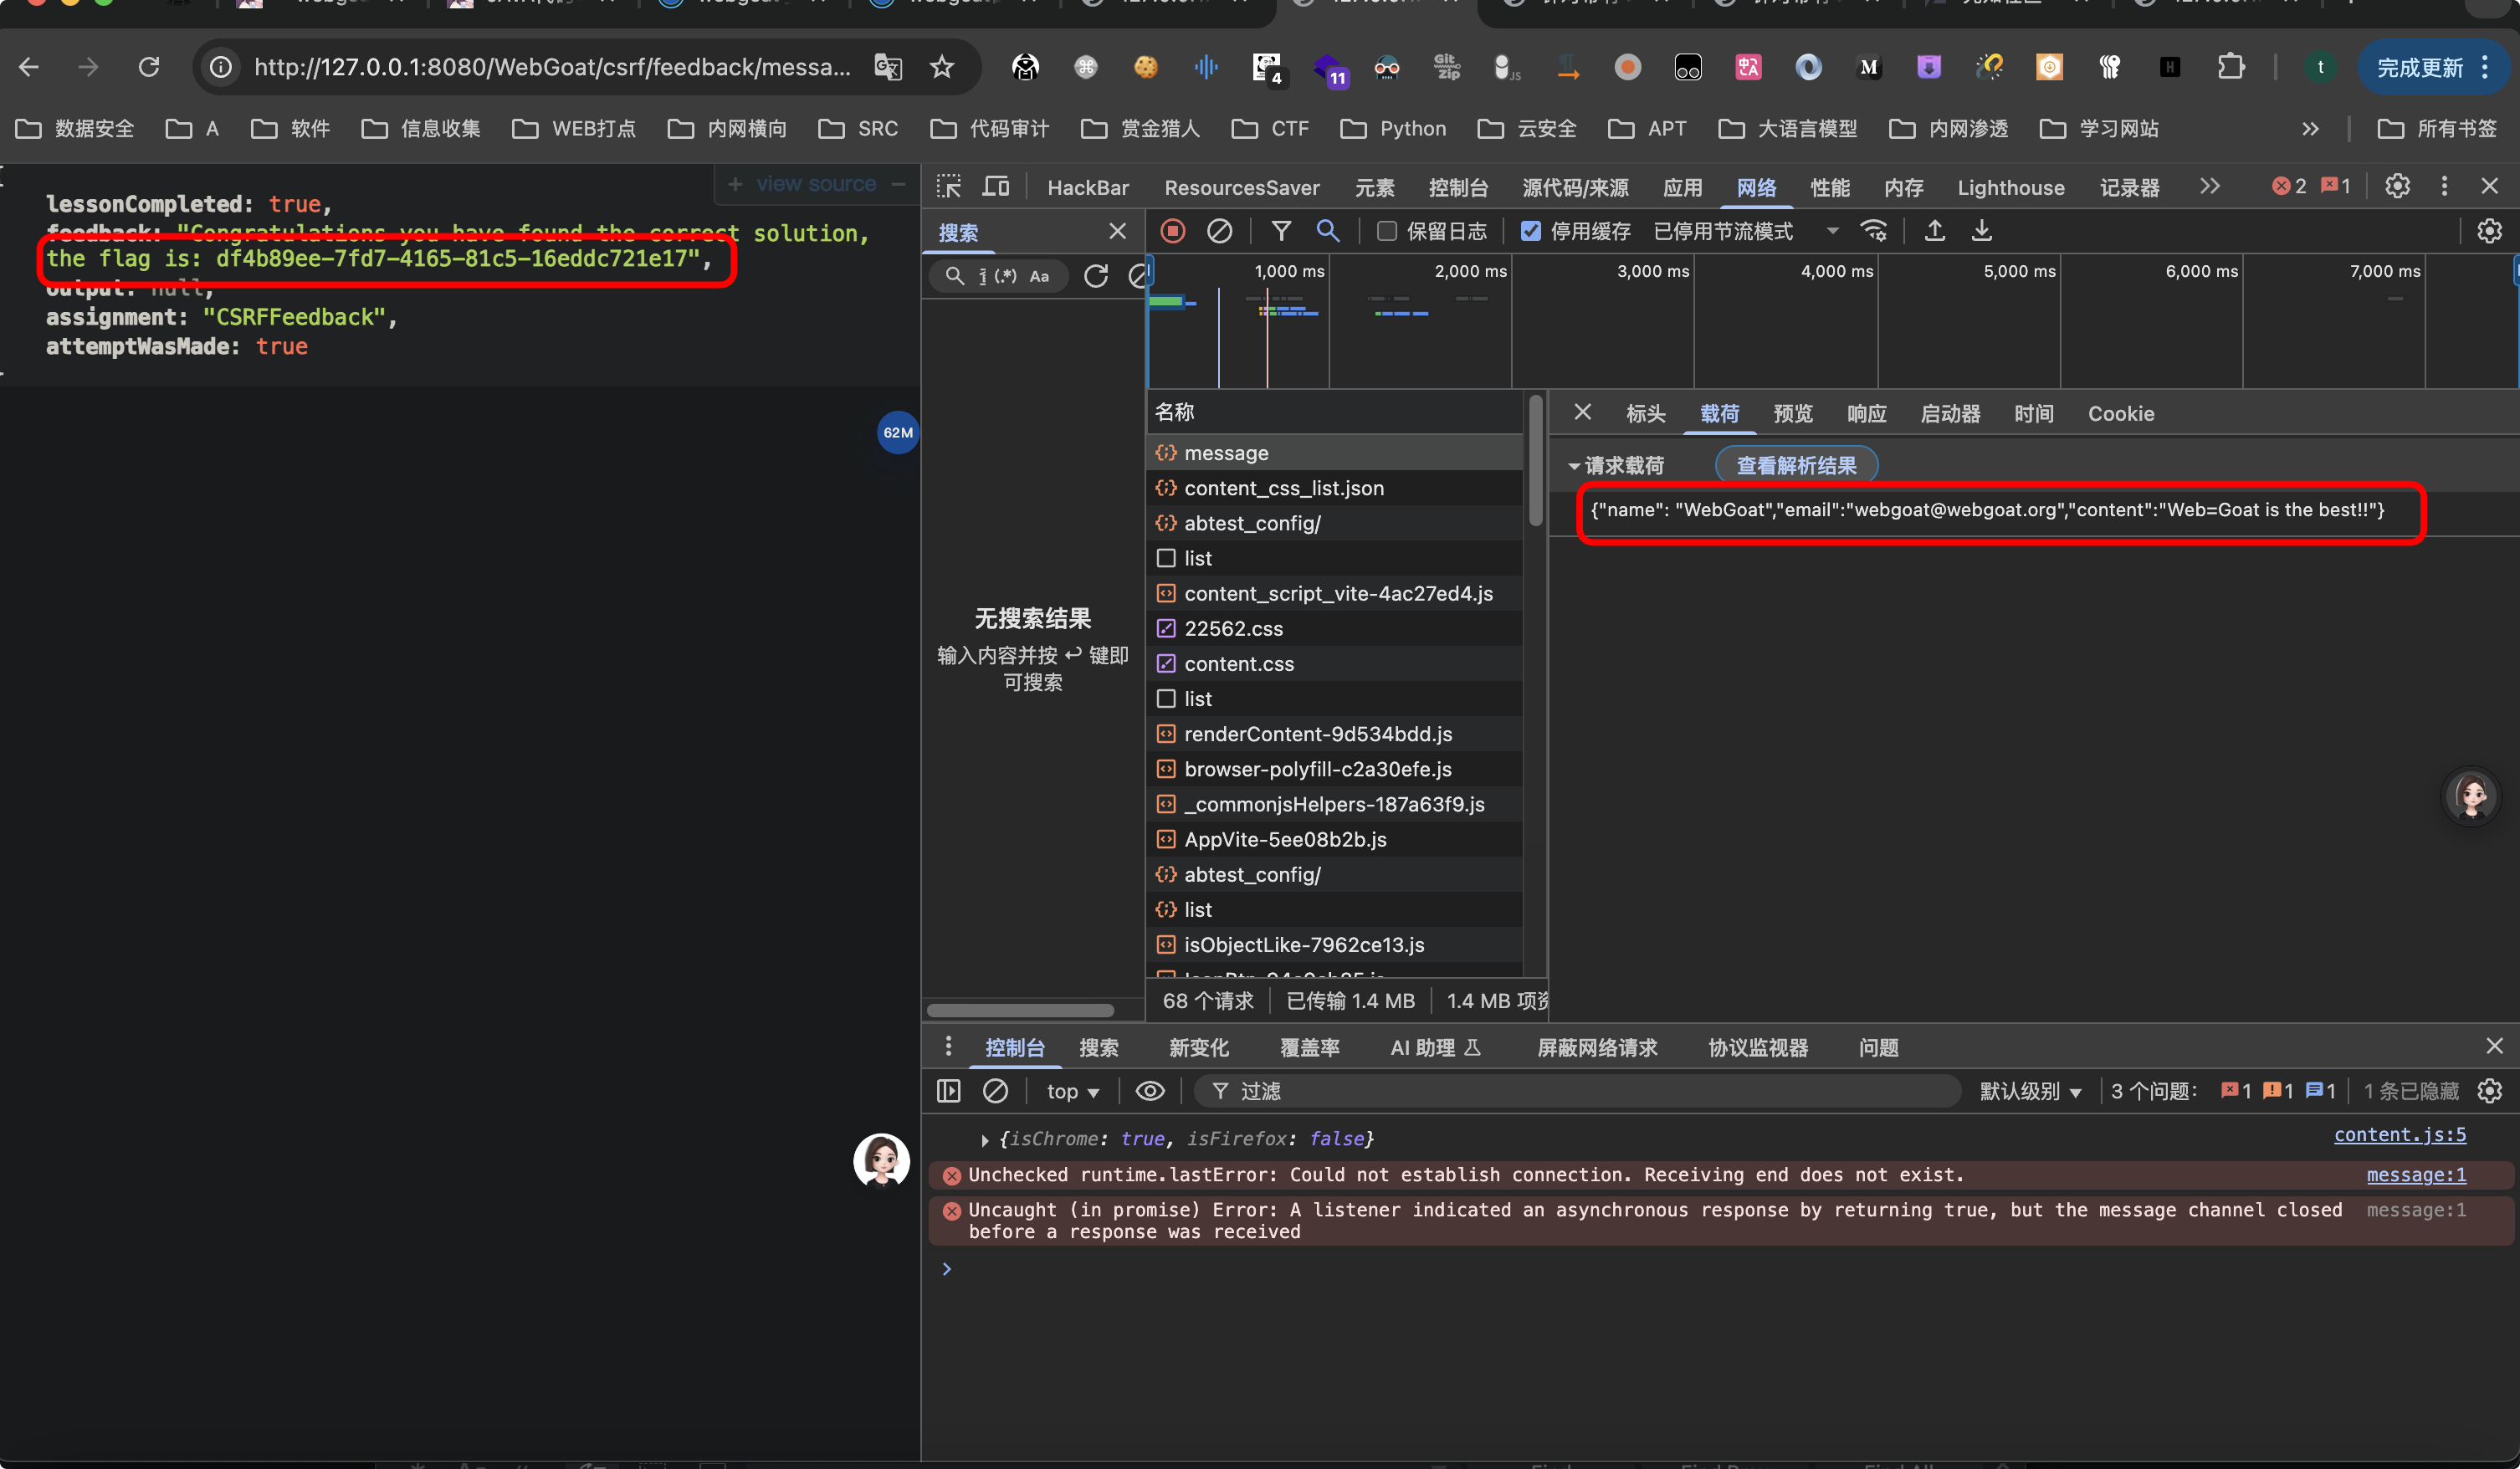 http://127.0.0.1:8080/WebGoat/csrf/feedback/messa...
4
11
Git
Zip
JS
M
H
t
完成更新
数据安全
A
软件
信息收集
WEB打点
内网横向
SRC
代码审计
赏金猎人
CTF
Python
云安全
APT
大语言模型
内网渗透
学习网站
所有书签
+ view source −
lessonCompleted: true,
feedback: "Congratulations you have found the correct solution,
the flag is: df4b89ee-7fd7-4165-81c5-16eddc721e17",
output: null,
assignment: "CSRFFeedback",
attemptWasMade: true
62M
HackBar
ResourcesSaver
元素
控制台
源代码/来源
应用
网络
性能
内存
Lighthouse
记录器
2
1
搜索
保留日志
停用缓存
已停用节流模式
(.*)
Aa
1,000 ms
2,000 ms
3,000 ms
4,000 ms
5,000 ms
6,000 ms
7,000 ms
无搜索结果
输入内容并按 ↩ 键即
可搜索
名称
message
content_css_list.json
abtest_config/
list
content_script_vite-4ac27ed4.js
22562.css
content.css
list
renderContent-9d534bdd.js
browser-polyfill-c2a30efe.js
_commonjsHelpers-187a63f9.js
AppVite-5ee08b2b.js
abtest_config/
list
isObjectLike-7962ce13.js
68 个请求
已传输 1.4 MB
1.4 MB 项
标头
载荷
预览
响应
启动器
时间
Cookie
请求载荷
查看解析结果
{"name": "WebGoat","email":"webgoat@webgoat.org","content":"Web=Goat is the best!!"}
控制台
搜索
新变化
覆盖率
AI 助理
屏蔽网络请求
协议监视器
问题
top
过滤
默认级别
3 个问题:
1
1
1
1 条已隐藏
{isChrome: true, isFirefox: false}
content.js:5
Unchecked runtime.lastError: Could not establish connection. Receiving end does not exist.
message:1
Uncaught (in promise) Error: A listener indicated an asynchronous response by returning true, but the message channel closed
before a response was received
message:1